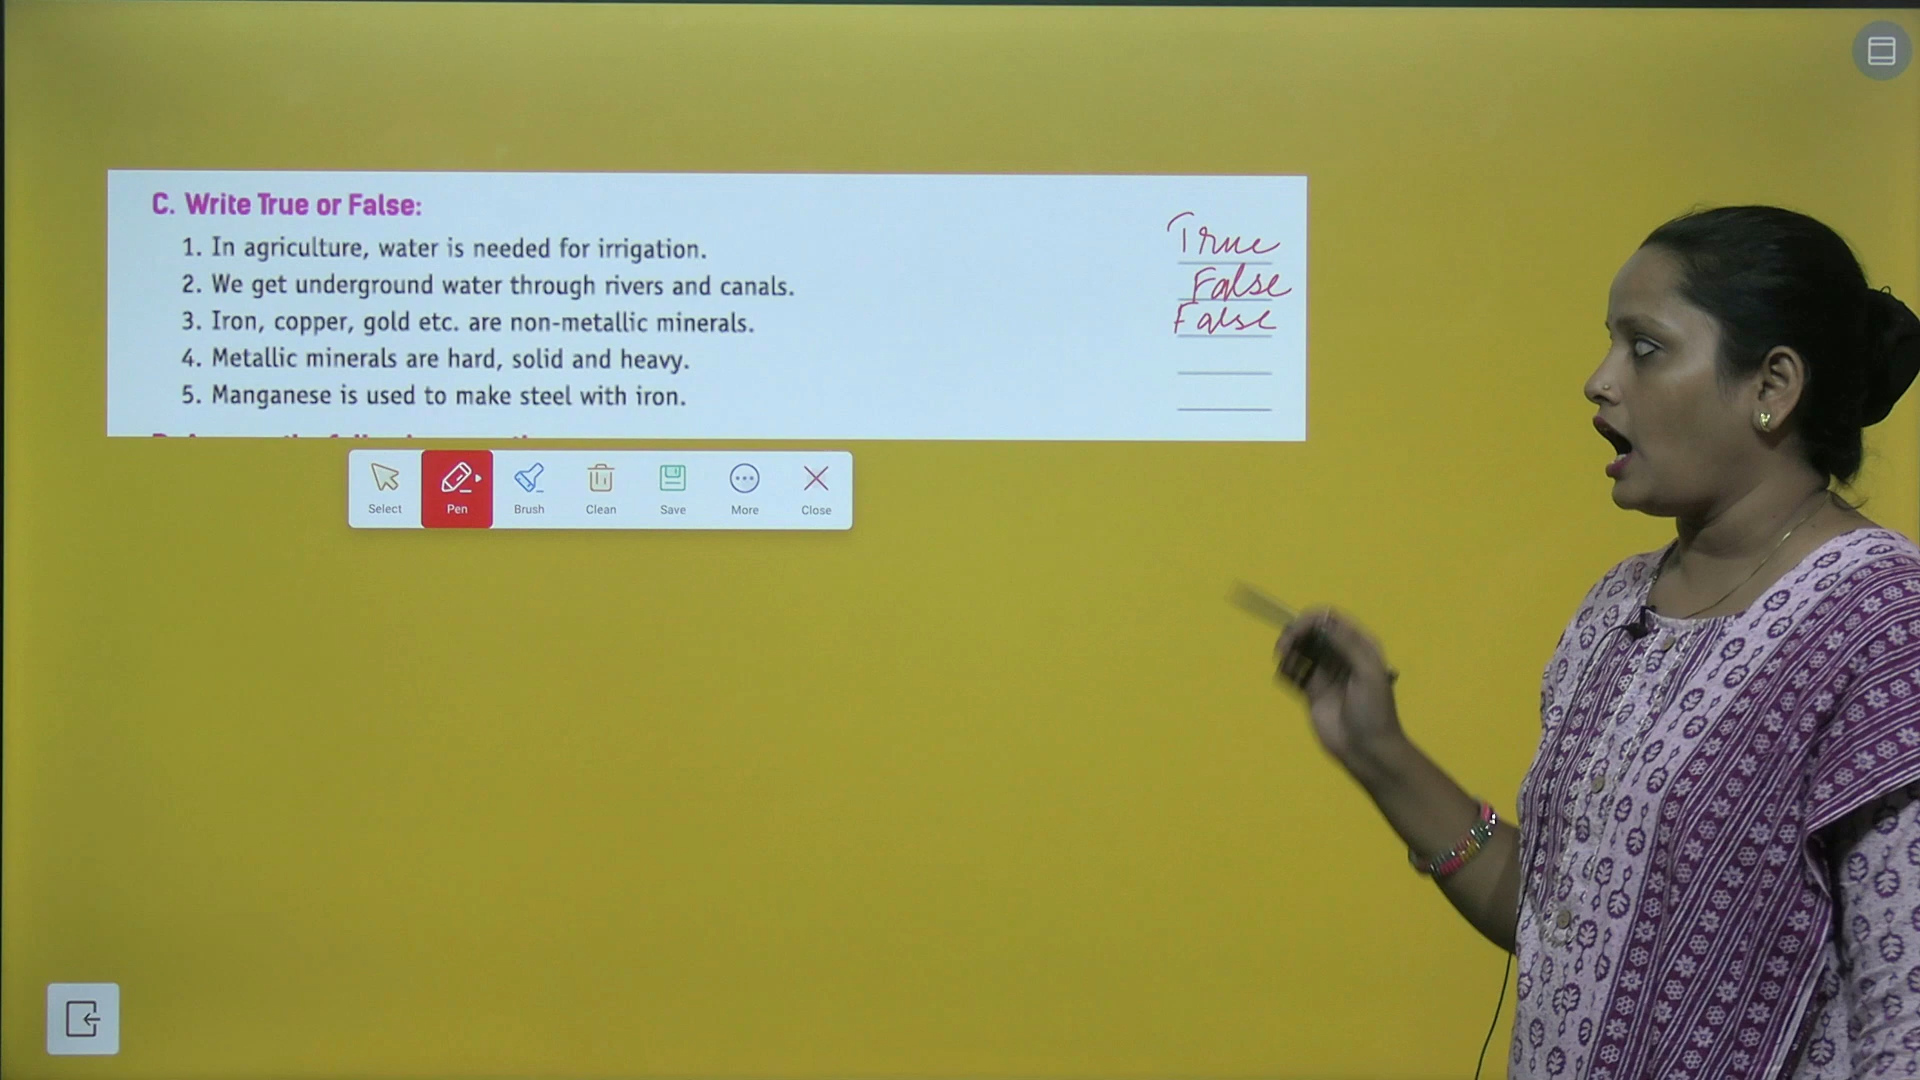 C. Write True or False:
1. In agriculture, water is needed for irrigation. True
2. We get underground water through rivers and canals. False
3. Iron, copper, gold etc. are non-metallic minerals. False
4. Metallic minerals are hard, solid and heavy.
5. Manganese is used to make steel with iron.
Select Pen Brush Clean Save More Close